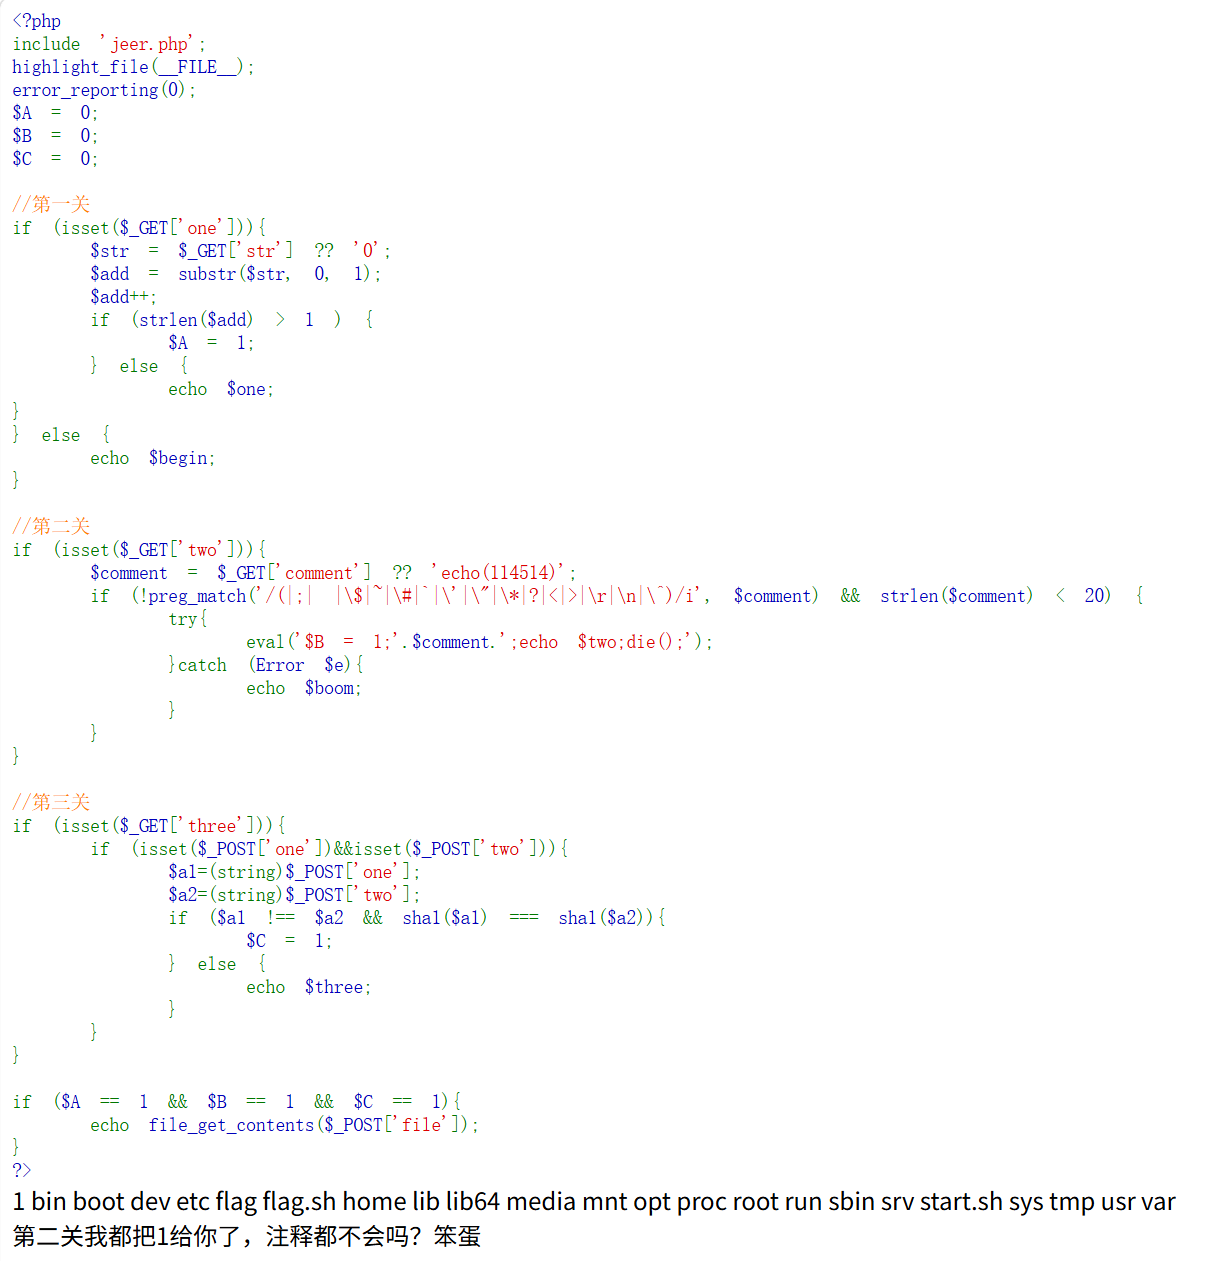 <?php
include 'jeer.php';
highlight_file(__FILE__);
error_reporting(0);
$A = 0;
$B = 0;
$C = 0;
//第一关
if (isset($_GET['one'])){
$str = $_GET['str'] ?? '0';
$add = substr($str, 0, 1);
$add++;
if (strlen($add) > 1 ) {
$A = 1;
} else {
echo $one;
}
} else {
echo $begin;
}
//第二关
if (isset($_GET['two'])){
$comment = $_GET['comment'] ?? 'echo(114514)';
if (!preg_match('/(|;| |\$|~|\#|`|\'|\"|\*|?|<|>|\r|\n|\^)/i', $comment) && strlen($comment) < 20) {
try{
eval('$B = 1;'.$comment.';echo $two;die();');
}catch (Error $e){
echo $boom;
}
}
}
//第三关
if (isset($_GET['three'])){
if (isset($_POST['one'])&&isset($_POST['two'])){
$a1=(string)$_POST['one'];
$a2=(string)$_POST['two'];
if ($a1 !== $a2 && sha1($a1) === sha1($a2)){
$C = 1;
} else {
echo $three;
}
}
}
if ($A == 1 && $B == 1 && $C == 1){
echo file_get_contents($_POST['file']);
}
?>
1 bin boot dev etc flag flag.sh home lib lib64 media mnt opt proc root run sbin srv start.sh sys tmp usr var
第二关我都把1给你了，注释都不会吗？笨蛋